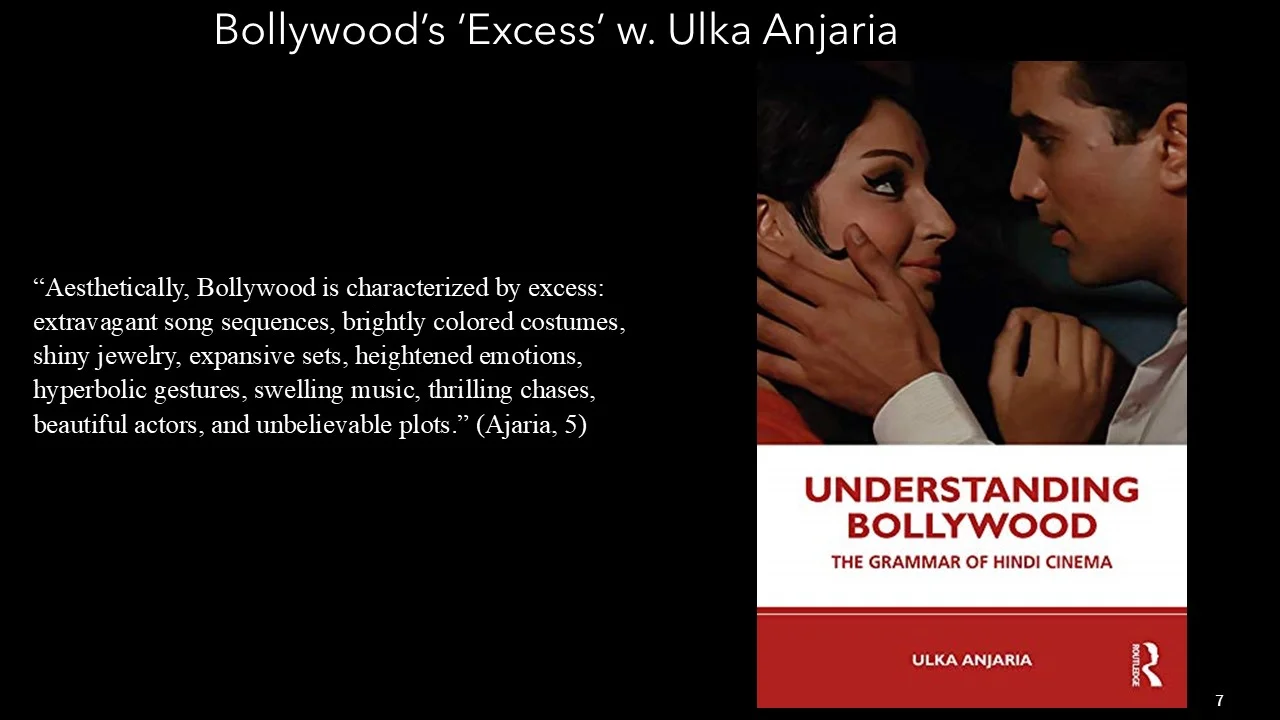 Bollywood’s ‘Excess’ w. Ulka Anjaria
“Aesthetically, Bollywood is characterized by excess:
extravagant song sequences, brightly colored costumes,
shiny jewelry, expansive sets, heightened emotions,
hyperbolic gestures, swelling music, thrilling chases,
beautiful actors, and unbelievable plots.” (Ajaria, 5)
UNDERSTANDING
BOLLYWOOD
THE GRAMMAR OF HINDI CINEMA
ULKA ANJARIA
ROUTLEDGE
7